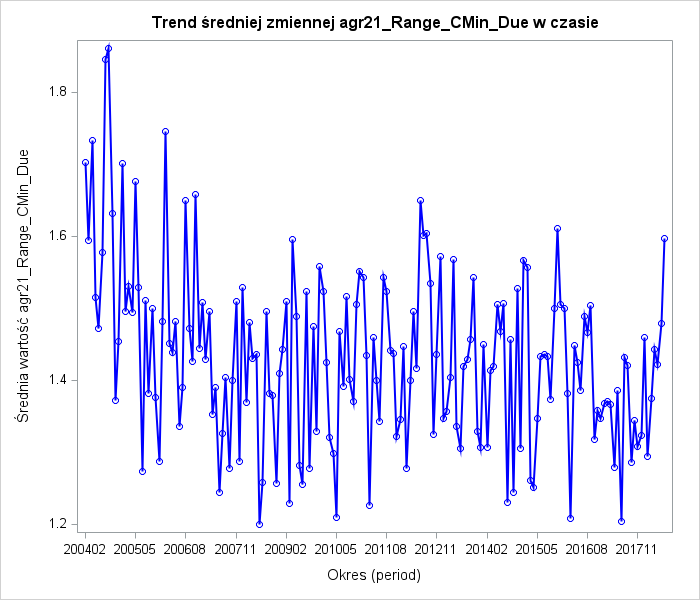 Trend średniej zmiennej agr21_Range_CMin_Due w czasie
Średnia wartość agr21_Range_CMin_Due
1.8
1.6
1.4
1.2
200402 200505 200608 200711 200902 201005 201108 201211 201402 201505 201608 201711
Okres (period)